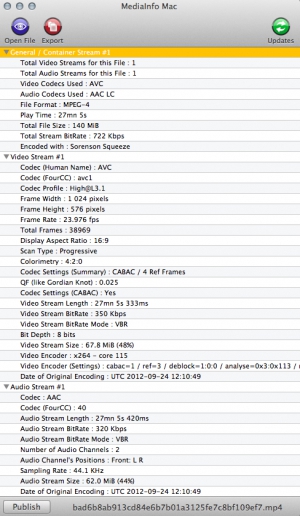 MediaInfo Mac
Open File
Export
Updates
General / Container Stream #1
Total Video Streams for this File : 1
Total Audio Streams for this File : 1
Video Codecs Used : AVC
Audio Codecs Used : AAC LC
File Format : MPEG-4
Play Time : 27mn 5s
Total File Size : 140 MiB
Total Stream BitRate : 722 Kbps
Encoded with : Sorenson Squeeze
Video Stream #1
Codec (Human Name) : AVC
Codec (FourCC) : avc1
Codec Profile : High@L3.1
Frame Width : 1 024 pixels
Frame Height : 576 pixels
Frame Rate : 23.976 fps
Total Frames : 38969
Display Aspect Ratio : 16:9
Scan Type : Progressive
Colorimetry : 4:2:0
Codec Settings (Summary) : CABAC / 4 Ref Frames
QF (like Gordian Knot) : 0.025
Codec Settings (CABAC) : Yes
Video Stream Length : 27mn 5s 333ms
Video Stream BitRate : 350 Kbps
Video Stream BitRate Mode : VBR
Bit Depth : 8 bits
Video Stream Size : 67.8 MiB (48%)
Video Encoder : x264 - core 115
Video Encoder (Settings) : cabac=1 / ref=3 / deblock=1:0:0 / analyse=0x3:0x113 /
Date of Original Encoding : UTC 2012-09-24 12:10:49
Audio Stream #1
Codec : AAC
Codec (FourCC) : 40
Audio Stream Length : 27mn 5s 420ms
Audio Stream BitRate : 320 Kbps
Audio Stream BitRate Mode : VBR
Number of Audio Channels : 2
Audio Channel's Positions : Front: L R
Sampling Rate : 44.1 KHz
Audio Stream Size : 62.0 MiB (44%)
Date of Original Encoding : UTC 2012-09-24 12:10:49
Publish
bad6b8ab913cd84e6b7b01a3125fe7c8bf109ef7.mp4